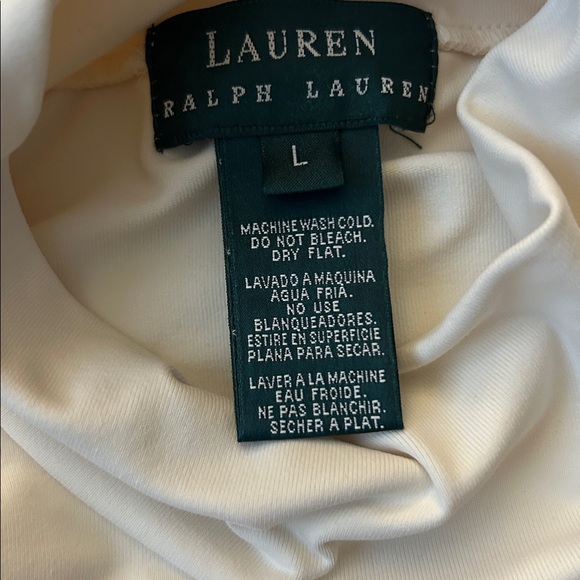 LAUREN
RALPH LAUREN
L
MACHINE WASH COLD.
DO NOT BLEACH.
DRY FLAT.
LAVADO A MAQUINA
AGUA FRIA.
NO USE
BLANQUEADORES.
ESTIRE EN SUPERFICIE
PLANA PARA SECAR.
LAVER A LA MACHINE
EAU FROIDE.
NE PAS BLANCHIR.
SECHER A PLAT.